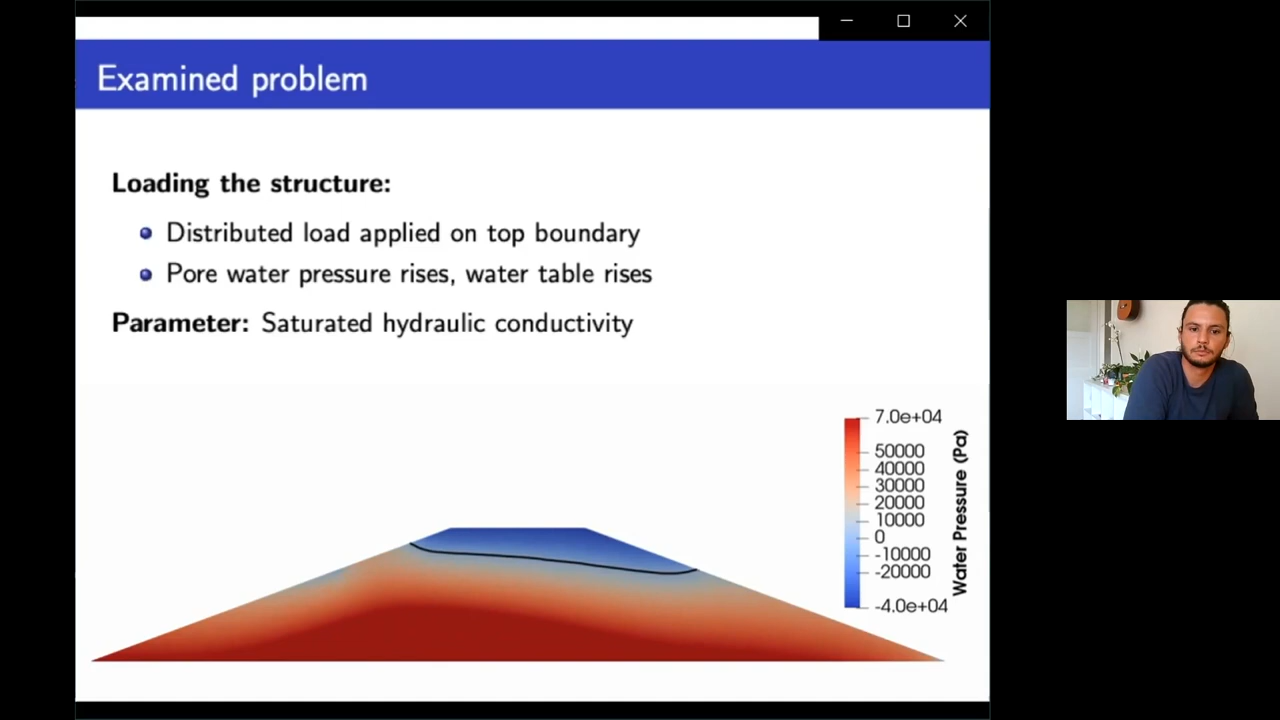 Examined problem
Loading the structure:
Distributed load applied on top boundary
Pore water pressure rises, water table rises
Parameter: Saturated hydraulic conductivity
7.0e+04
50000
40000
30000
20000
10000
0
-10000
-20000
-4.0e+04
Water Pressure (Pa)